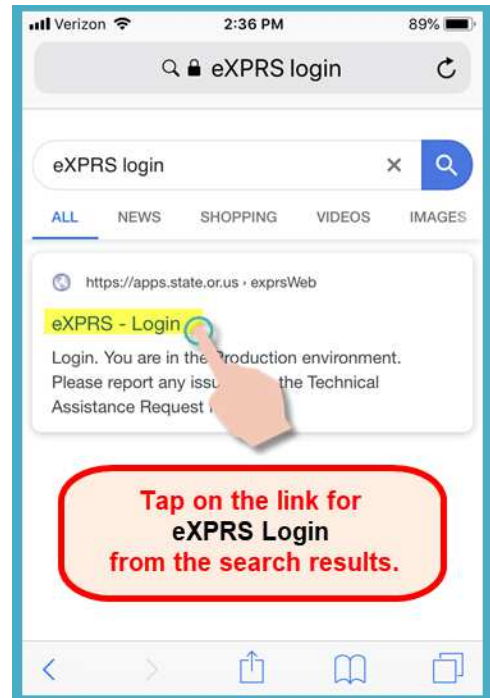 Verizon 2:36 PM 89%
eXPRS login
eXPRS login
ALL NEWS SHOPPING VIDEOS IMAGES
https://apps.state.or.us › exprsWeb
eXPRS - Login
Login. You are in the Production environment.
Please report any the Technical
Assistance Request
Tap on the link for
eXPRS Login
from the search results.